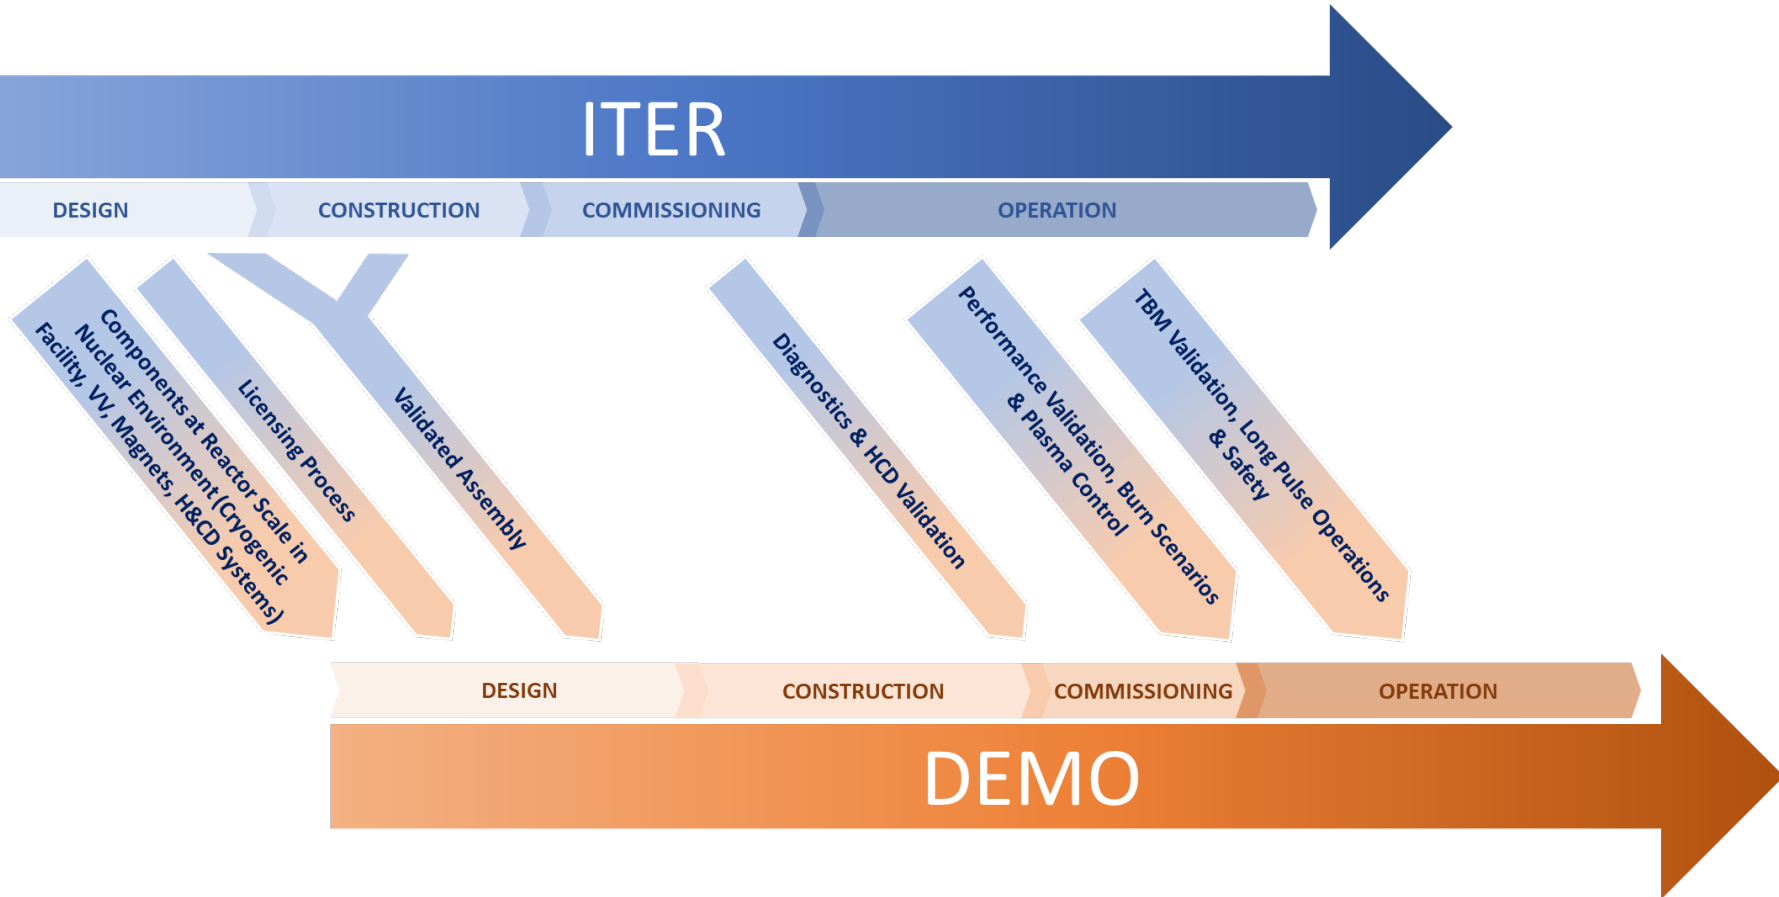 ITER
DESIGN
CONSTRUCTION
COMMISSIONING
OPERATION
Components at Reactor Scale in
Nuclear Environment (Cryogenic
Facility, VV, Magnets, H&CD Systems)
Licensing Process
Validated Assembly
Diagnostics & HCD Validation
Performance Validation, Burn Scenarios
& Plasma Control
TBM Validation, Long Pulse Operations
& Safety
DESIGN
CONSTRUCTION
COMMISSIONING
OPERATION
DEMO